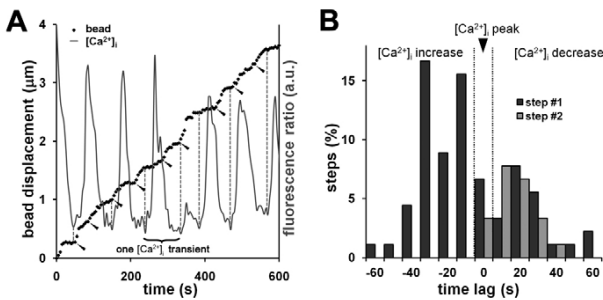 A
bead
[Ca²⁺]ᵢ
bead displacement (μm)
4
3
2
1
0
fluorescence ratio (a.u.)
one [Ca²⁺]ᵢ transient
0 200 400 600
time (s)
B
[Ca²⁺]ᵢ peak
[Ca²⁺]ᵢ increase
[Ca²⁺]ᵢ decrease
step #1
step #2
steps (%)
15
10
5
0
-60 -40 -20 0 20 40 60
time lag (s)